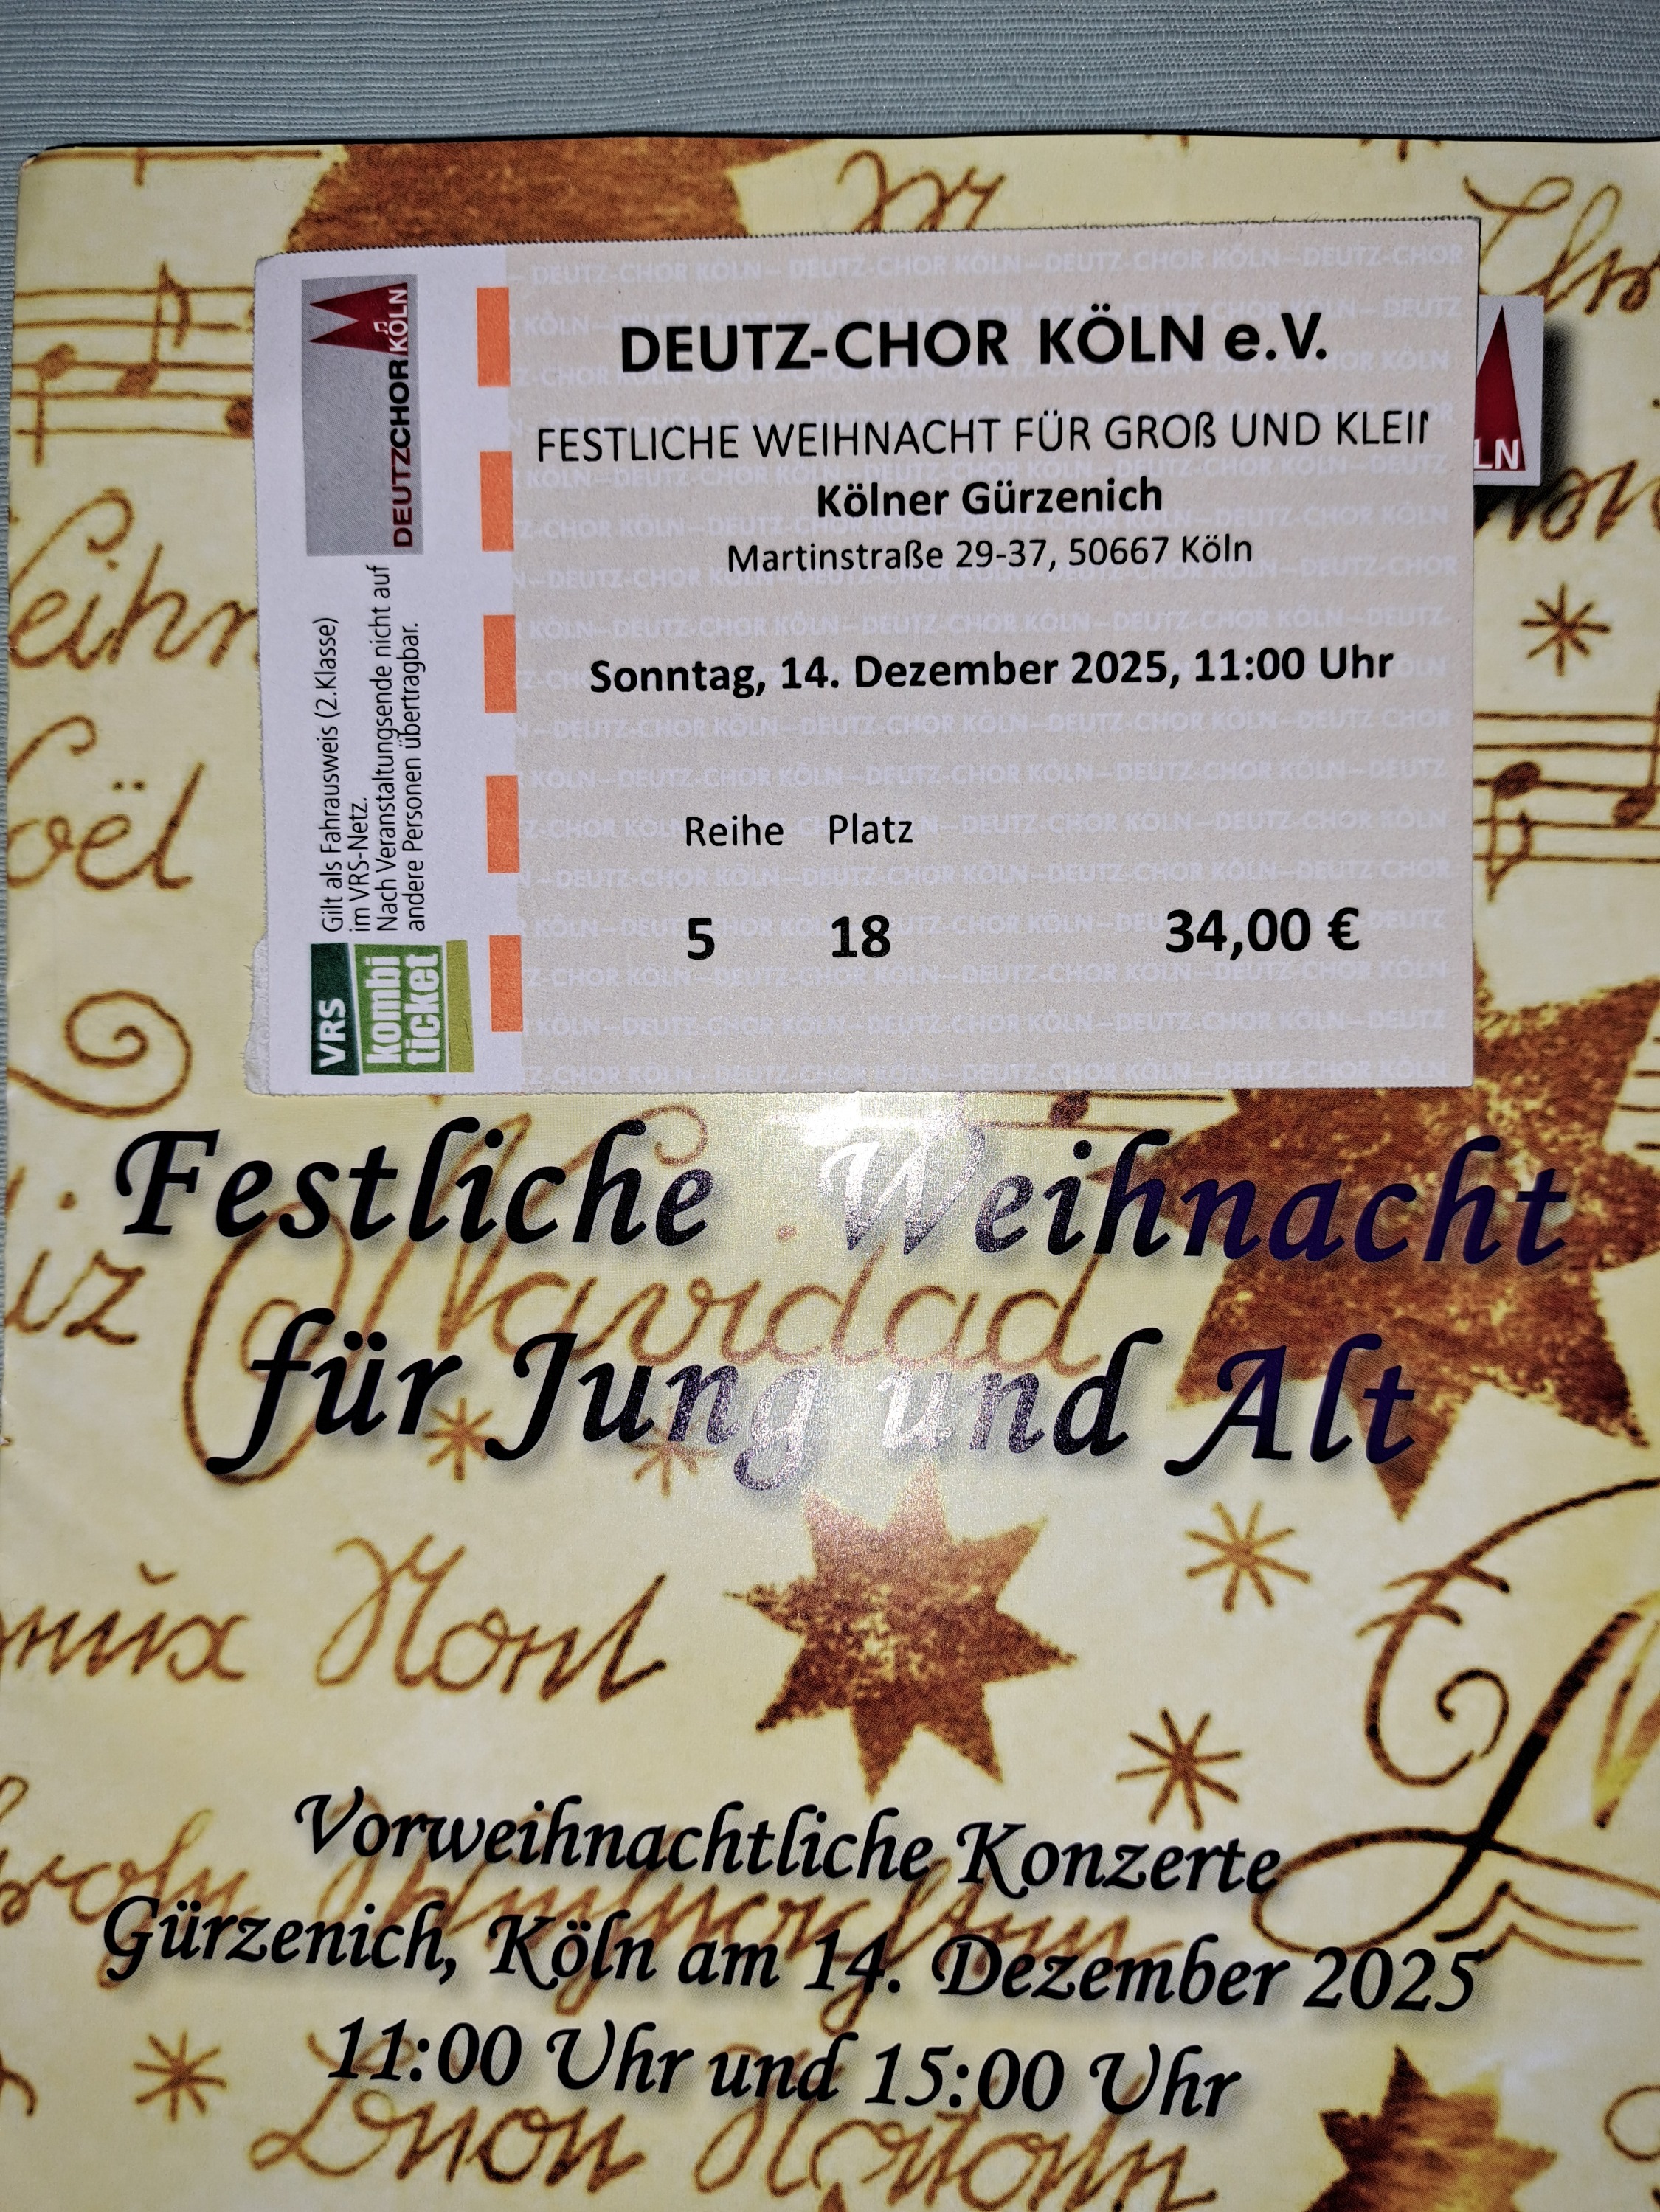 DEUTZ-CHOR KÖLN e.V.
FESTLICHE WEIHNACHT FÜR GROß UND KLEIN
Kölner Gürzenich
Martinstraße 29-37, 50667 Köln
Sonntag, 14. Dezember 2025, 11:00 Uhr
Reihe Platz
5 18 34,00 €
DEUTZCHOR KÖLN
Gilt als Fahrausweis (2.Klasse)
im VRS-Netz.
Nach Veranstaltungsende nicht auf
andere Personen übertragbar.
VRS
kombi
ticket
LN
Festliche Weihnacht
für Jung und Alt
Navidad
Vorweihnachtliche Konzerte
Gürzenich, Köln am 14. Dezember 2025
11:00 Uhr und 15:00 Uhr